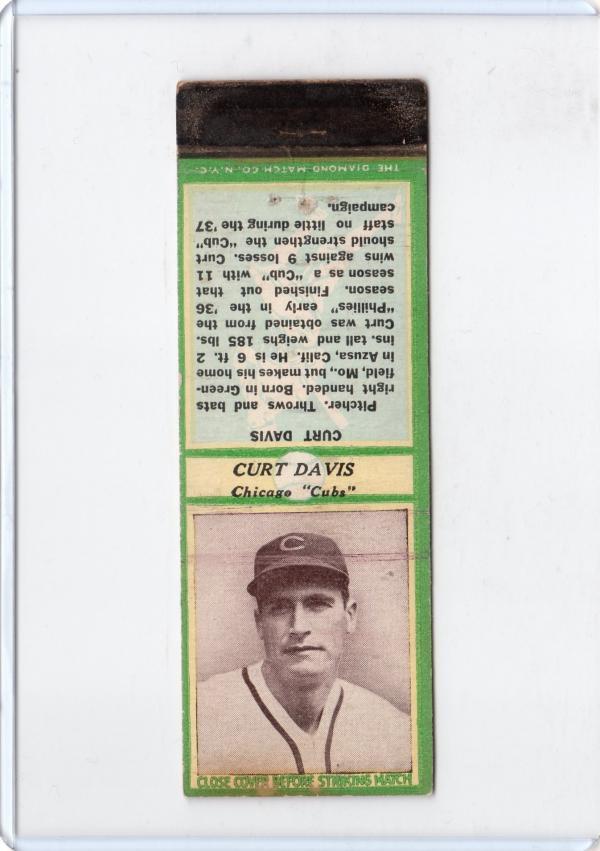 THE DIAMOND MATCH CO. N.Y.C.
CURT DAVIS
Pitcher. Throws and bats
right handed. Born in Green-
field, Mo., but makes his home
in Azusa, Calif. He is 6 ft. 2
ins. tall and weighs 185 lbs.
Curt was obtained from the
"Phillies" early in the '36
season. Finished out that
season as a "Cub" with 11
wins against 9 losses. Curt
should strengthen the "Cub"
staff no little during the '37
campaign.
CURT DAVIS
Chicago "Cubs"
C
CLOSE COVER BEFORE STRIKING MATCH